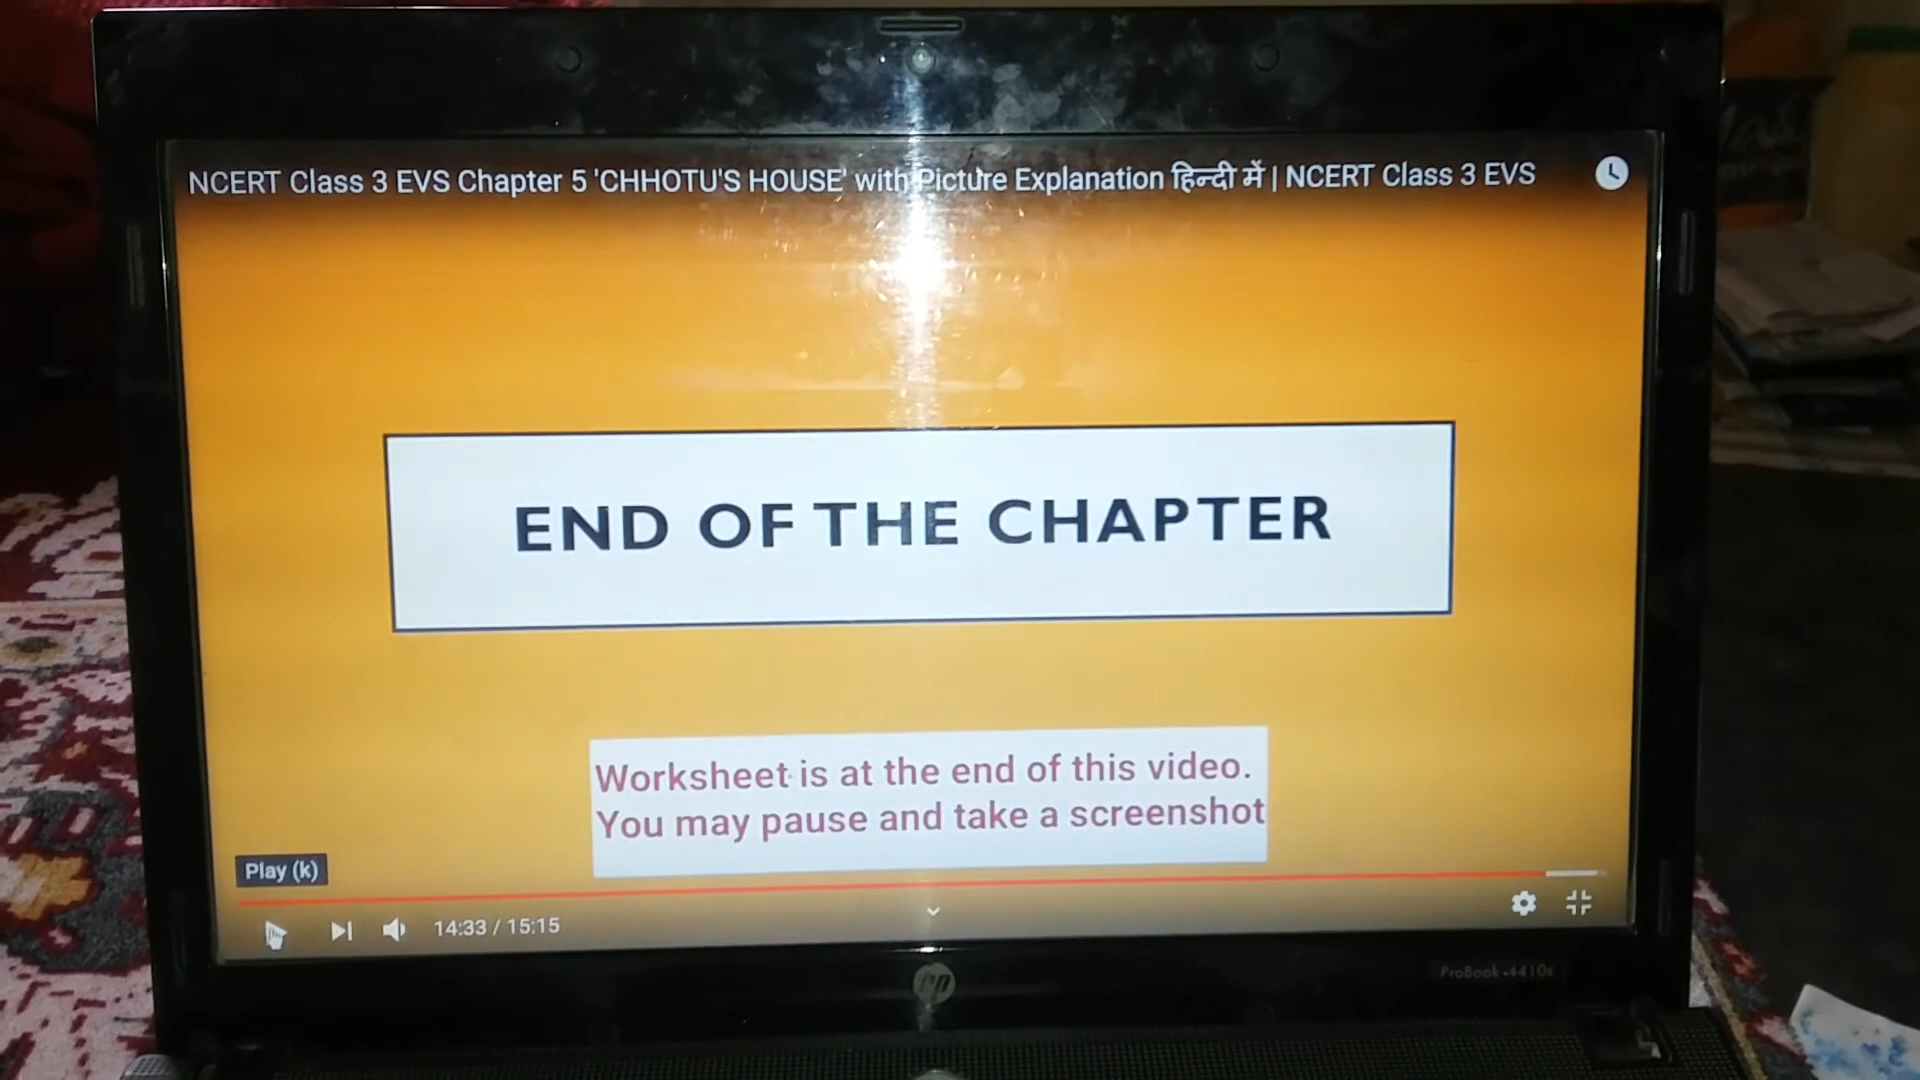 NCERT Class 3 EVS Chapter 5 'CHHOTU'S HOUSE' with Picture Explanation हिन्दी में | NCERT Class 3 EVS
END OF THE CHAPTER
Worksheet is at the end of this video.
You may pause and take a screenshot
Play (k)
14:33 / 15:15
hp
ProBook 4410s